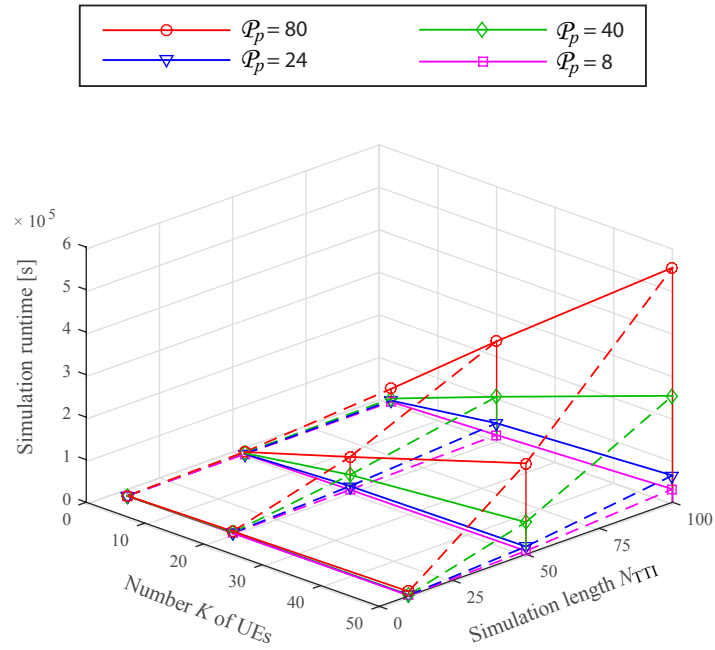 𝒫p = 80
𝒫p = 40
𝒫p = 24
𝒫p = 8
× 10^5
6
5
4
3
2
1
0
Simulation runtime [s]
0
10
20
30
40
50
Number K of UEs
0
25
50
75
100
Simulation length N_TTI